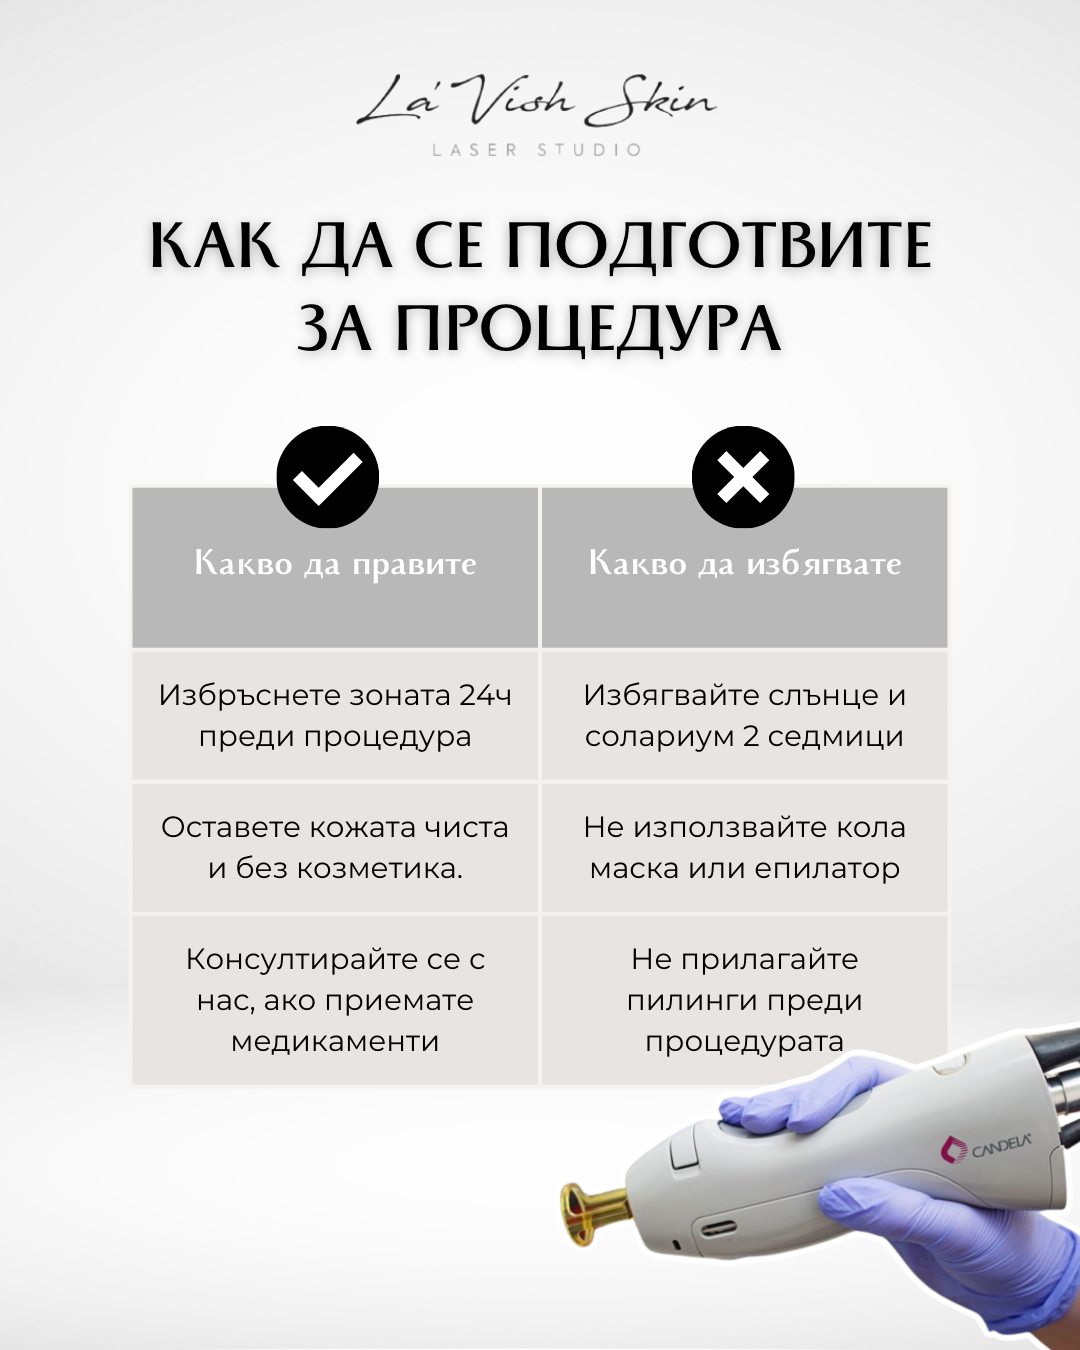 La' Vish Skin
LASER STUDIO
КАК ДА СЕ ПОДГОТВИТЕ
ЗА ПРОЦЕДУРА
Какво да правите
Какво да избягвате
Избръснете зоната 24ч
преди процедура
Избягвайте слънце и
солариум 2 седмици
Оставете кожата чиста
и без козметика.
Не използвайте кола
маска или епилатор
Консултирайте се с
нас, ако приемате
медикаменти
Не прилагайте
пилинги преди
процедурата
CANDELA